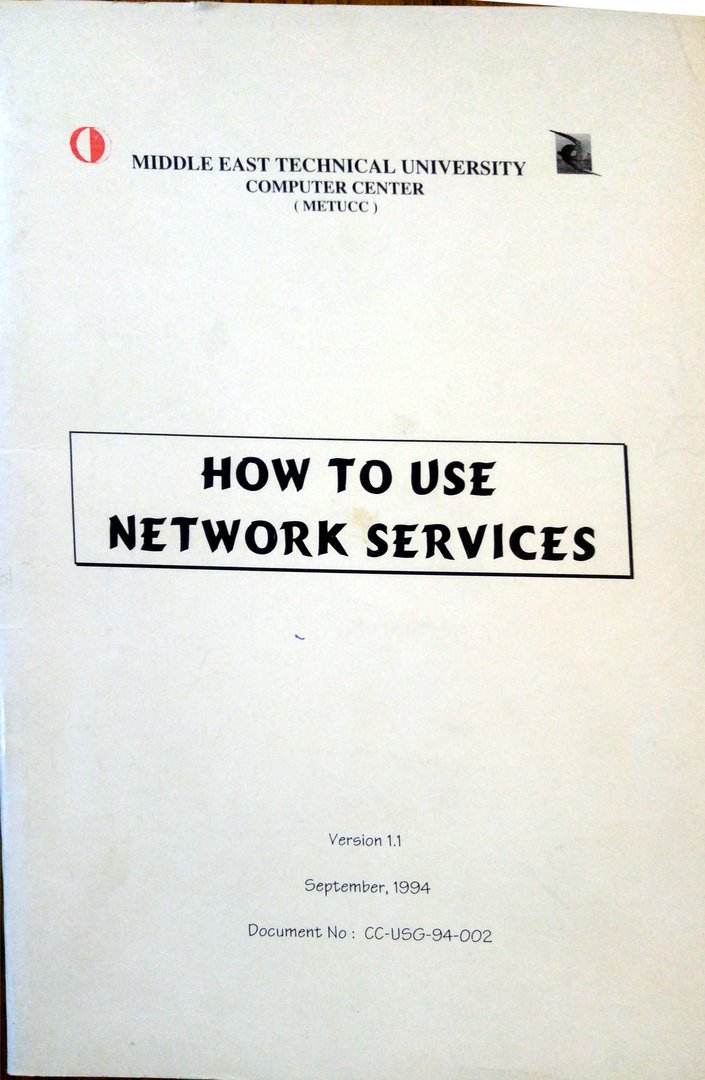 MIDDLE EAST TECHNICAL UNIVERSITY
COMPUTER CENTER
( METUCC )
HOW TO USE
NETWORK SERVICES
Version 1.1
September, 1994
Document No : CC-USG-94-002